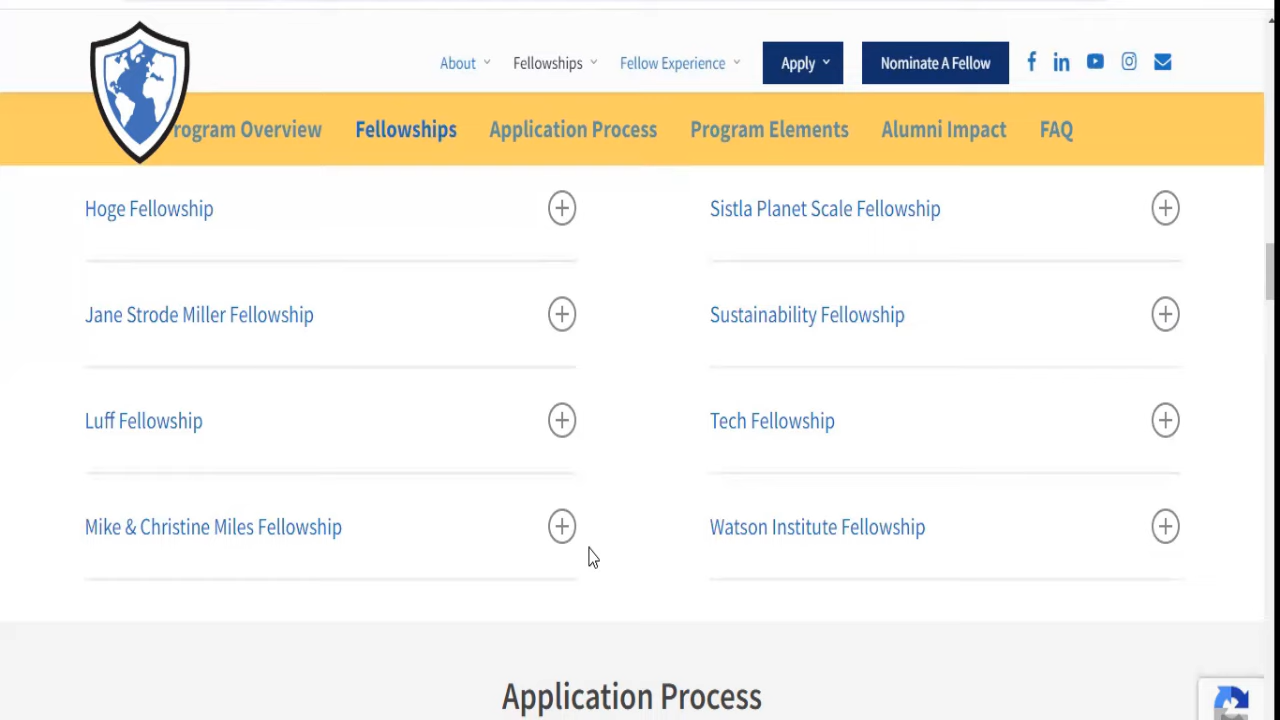 About Fellowships Fellow Experience Apply Nominate A Fellow
rogram Overview Fellowships Application Process Program Elements Alumni Impact FAQ
Hoge Fellowship
Sistla Planet Scale Fellowship
Jane Strode Miller Fellowship
Sustainability Fellowship
Luff Fellowship
Tech Fellowship
Mike & Christine Miles Fellowship
Watson Institute Fellowship
Application Process